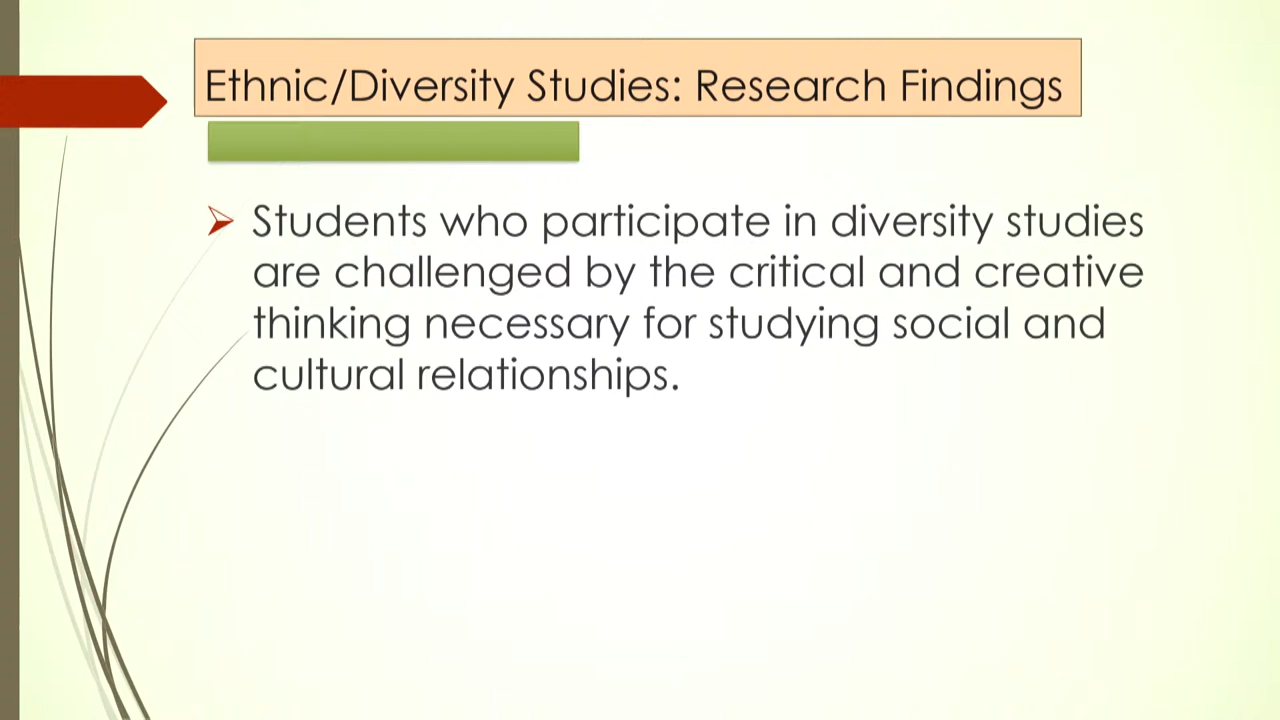 Ethnic/Diversity Studies: Research Findings
Students who participate in diversity studies
are challenged by the critical and creative
thinking necessary for studying social and
cultural relationships.